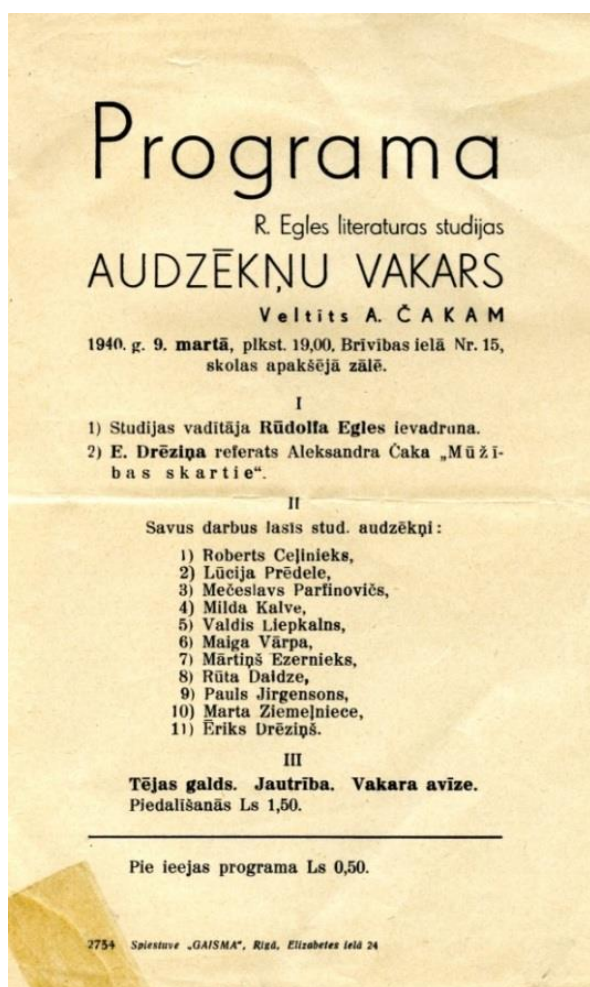 Programa
R. Egles literaturas studijas
AUDZĒKŅU VAKARS
Veltīts A. ČAKAM
1940. g. 9. martā, plkst. 19,00, Brīvības ielā Nr. 15,
skolas apakšējā zālē.
I
1) Studijas vadītāja Rūdolfa Egles ievadruna.
2) E. Drēziņa referats Aleksandra Čaka „Mūžī-
bas skartie“.
II
Savus darbus lasīs stud. audzēkņi:
1) Roberts Ceļinieks,
2) Lūcija Prēdele,
3) Mečeslavs Parfinovičs,
4) Milda Kalve,
5) Valdis Liepkalns,
6) Maiga Vārpa,
7) Mārtiņš Ezernieks,
8) Rūta Daldze,
9) Pauls Jirgensons,
10) Marta Ziemeļniece,
11) Ēriks Drēziņš.
III
Tējas galds. Jautrība. Vakara avīze.
Piedalīšanās Ls 1,50.
Pie ieejas programa Ls 0,50.
2754 Spiestuve „GAISMA“, Rīgā, Elizabetes ielā 24